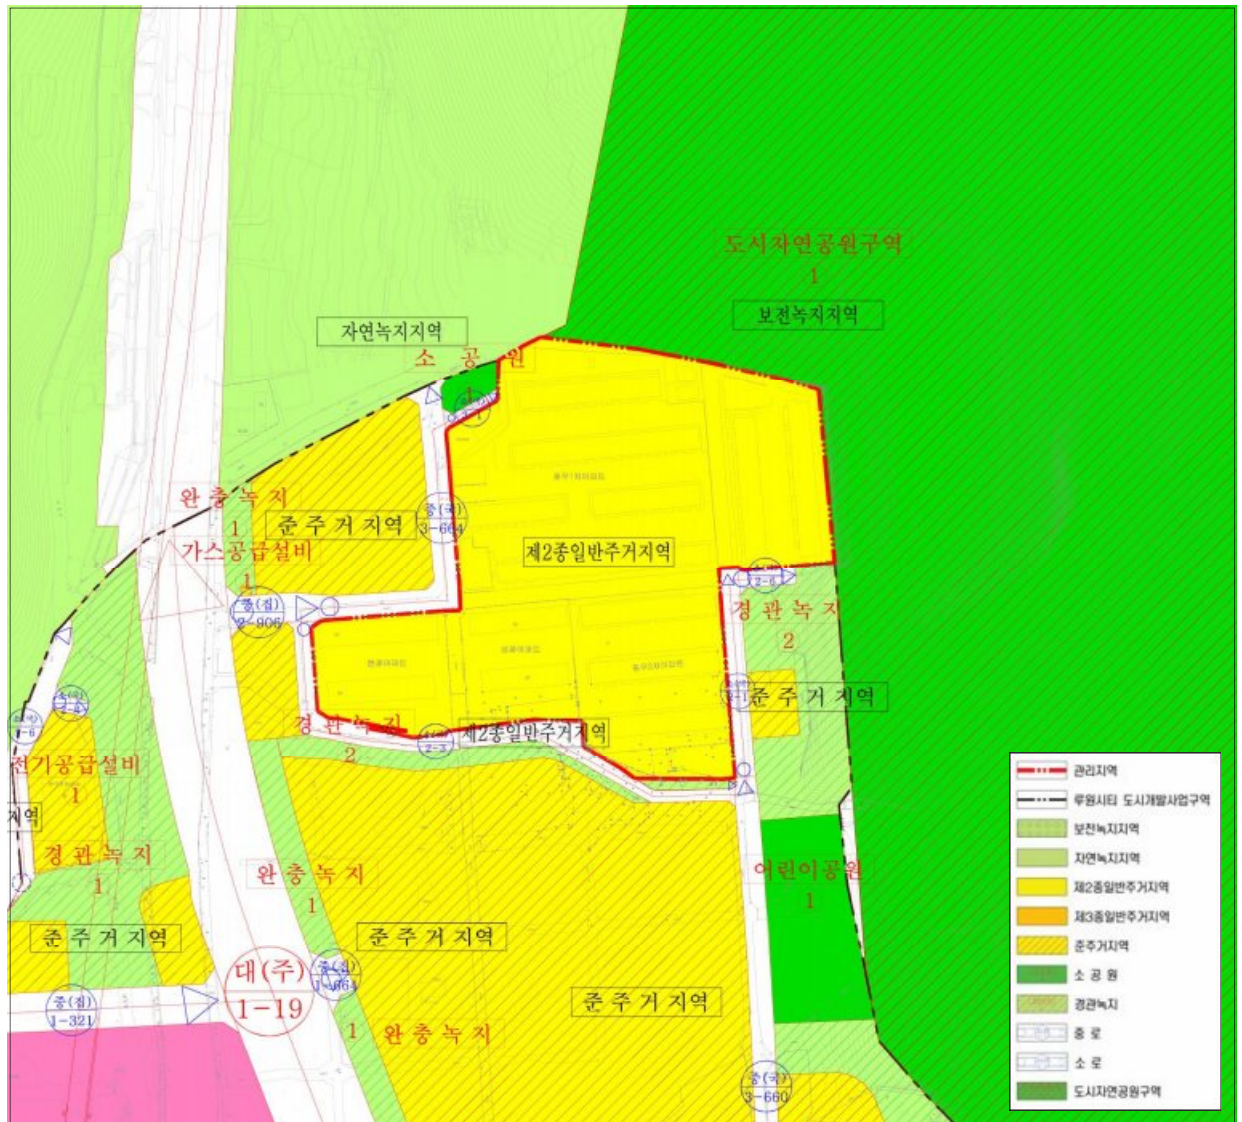 도시자연공원구역
1
보전녹지지역
자연녹지지역
소 공 원
1
완충녹지
1
준주거지역
중(국)
3-664
가스공급설비
1
제2종일반주거지역
중(집)
2-906
2-6
경관녹지
2
준주거지역
경관녹지
2
2-3
제2종일반주거지역
전기공급설비
1
지역
경관녹지
1
완충녹지
1
어린이공원
1
준주거지역
준주거지역
대(주)
1-19
중(집)
1-664
중(집)
1-321
1
완충녹지
준주거지역
중(국)
3-660
관리지역
루원시티 도시개발사업구역
보전녹지지역
자연녹지지역
제2종일반주거지역
제3종일반주거지역
준주거지역
소 공 원
경관녹지
중 로
소 로
도시자연공원구역